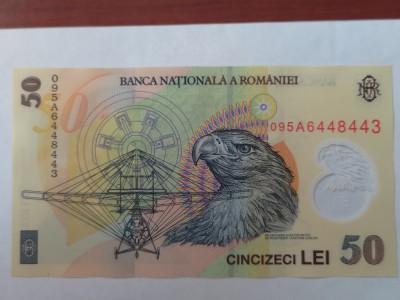 BANCA NAȚIONALĂ A ROMÂNIEI
50
095A6448443
095A6448443
CINCIZECI LEI 50